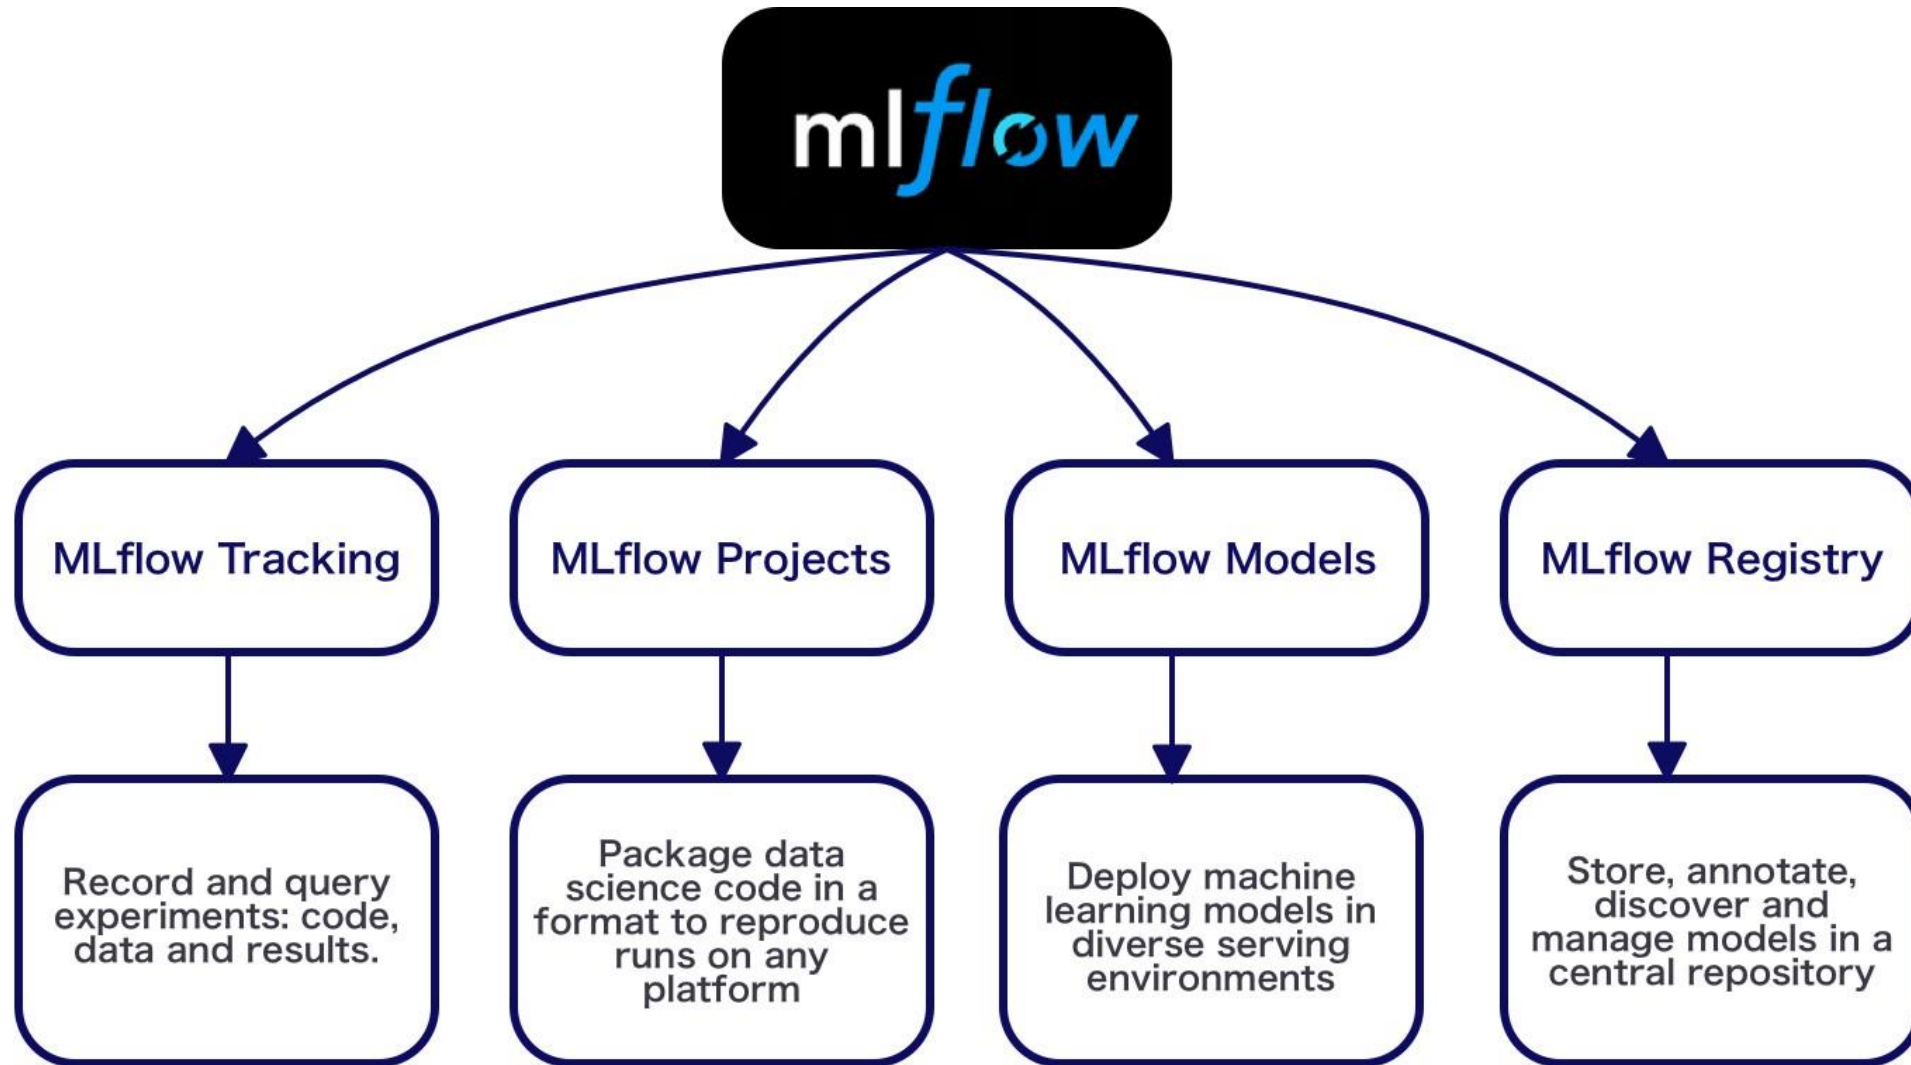 mlflow
MLflow Tracking
MLflow Projects
MLflow Models
MLflow Registry
Record and query
experiments: code,
data and results.
Package data
science code in a
format to reproduce
runs on any
platform
Deploy machine
learning models in
diverse serving
environments
Store, annotate,
discover and
manage models in a
central repository